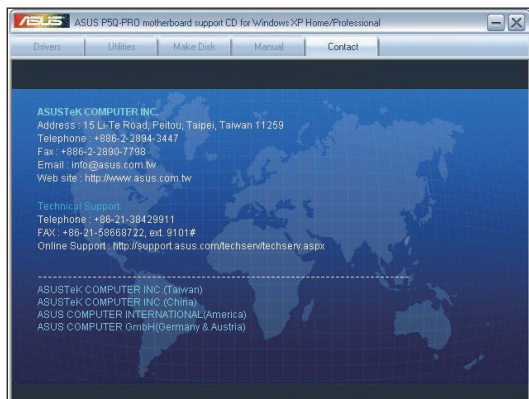 ASUS ASUS P5Q-PRO motherboard support CD for Windows XP Home/Professional
Drivers Utilities Make Disk Manual Contact
ASUSTeK COMPUTER INC.
Address : 15 Li-Te Road, Peitou, Taipei, Taiwan 11259
Telephone : +886-2-2894-3447
Fax : +886-2-2890-7798
Email : info@asus.com.tw
Web site : http://www.asus.com.tw
Technical Support
Telephone : +86-21-38429911
FAX : +86-21-58668722, ext. 9101#
Online Support : http://support.asus.com/techserv/techserv.aspx
ASUSTeK COMPUTER INC.(Taiwan)
ASUSTeK COMPUTER INC.(China)
ASUS COMPUTER INTERNATIONAL(America)
ASUS COMPUTER GmbH(Germany & Austria)